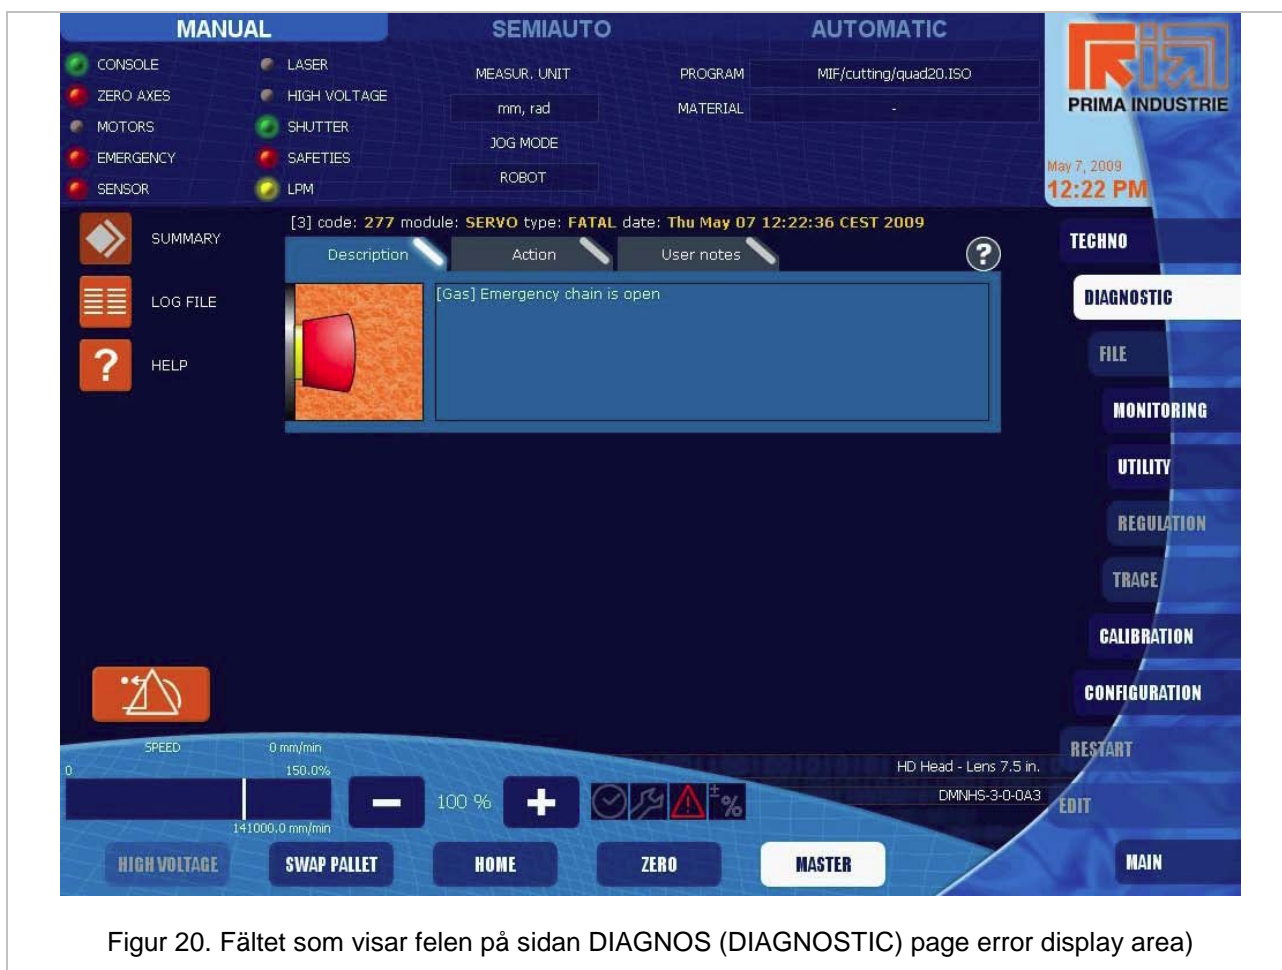 MANUAL SEMIAUTO AUTOMATIC
CONSOLE LASER MEASUR. UNIT PROGRAM MIF/cutting/quad20.ISO
ZERO AXES HIGH VOLTAGE mm, rad MATERIAL -
MOTORS SHUTTER JOG MODE
EMERGENCY SAFETIES ROBOT
SENSOR LPM
PRIMA INDUSTRIE
May 7, 2009
12:22 PM
[3] code: 277 module: SERVO type: FATAL date: Thu May 07 12:22:36 CEST 2009
SUMMARY
Description Action User notes ?
LOG FILE
[Gas] Emergency chain is open
? HELP
TECHNO
DIAGNOSTIC
FILE
MONITORING
UTILITY
REGULATION
TRACE
CALIBRATION
CONFIGURATION
RESTART
EDIT
MAIN
SPEED 0 mm/min
0 150.0%
100 %
141000.0 mm/min
± %
HD Head - Lens 7.5 in.
DMNHS-3-0-0A3
HIGH VOLTAGE SWAP PALLET HOME ZERO MASTER
Figur 20. Fältet som visar felen på sidan DIAGNOS (DIAGNOSTIC) page error display area)